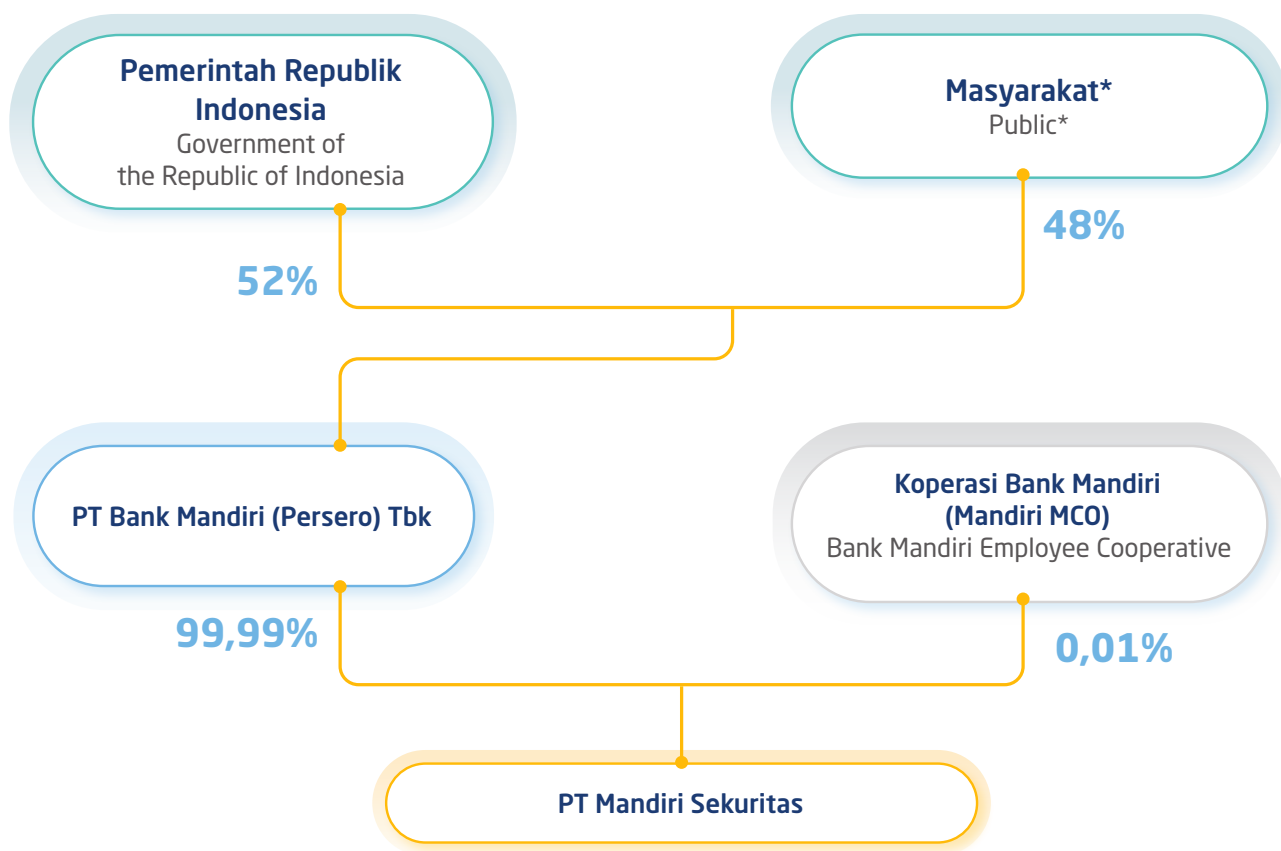 Pemerintah Republik
Indonesia
Government of
the Republic of Indonesia
Masyarakat*
Public*
52%
48%
PT Bank Mandiri (Persero) Tbk
Koperasi Bank Mandiri
(Mandiri MCO)
Bank Mandiri Employee Cooperative
99,99%
0,01%
PT Mandiri Sekuritas